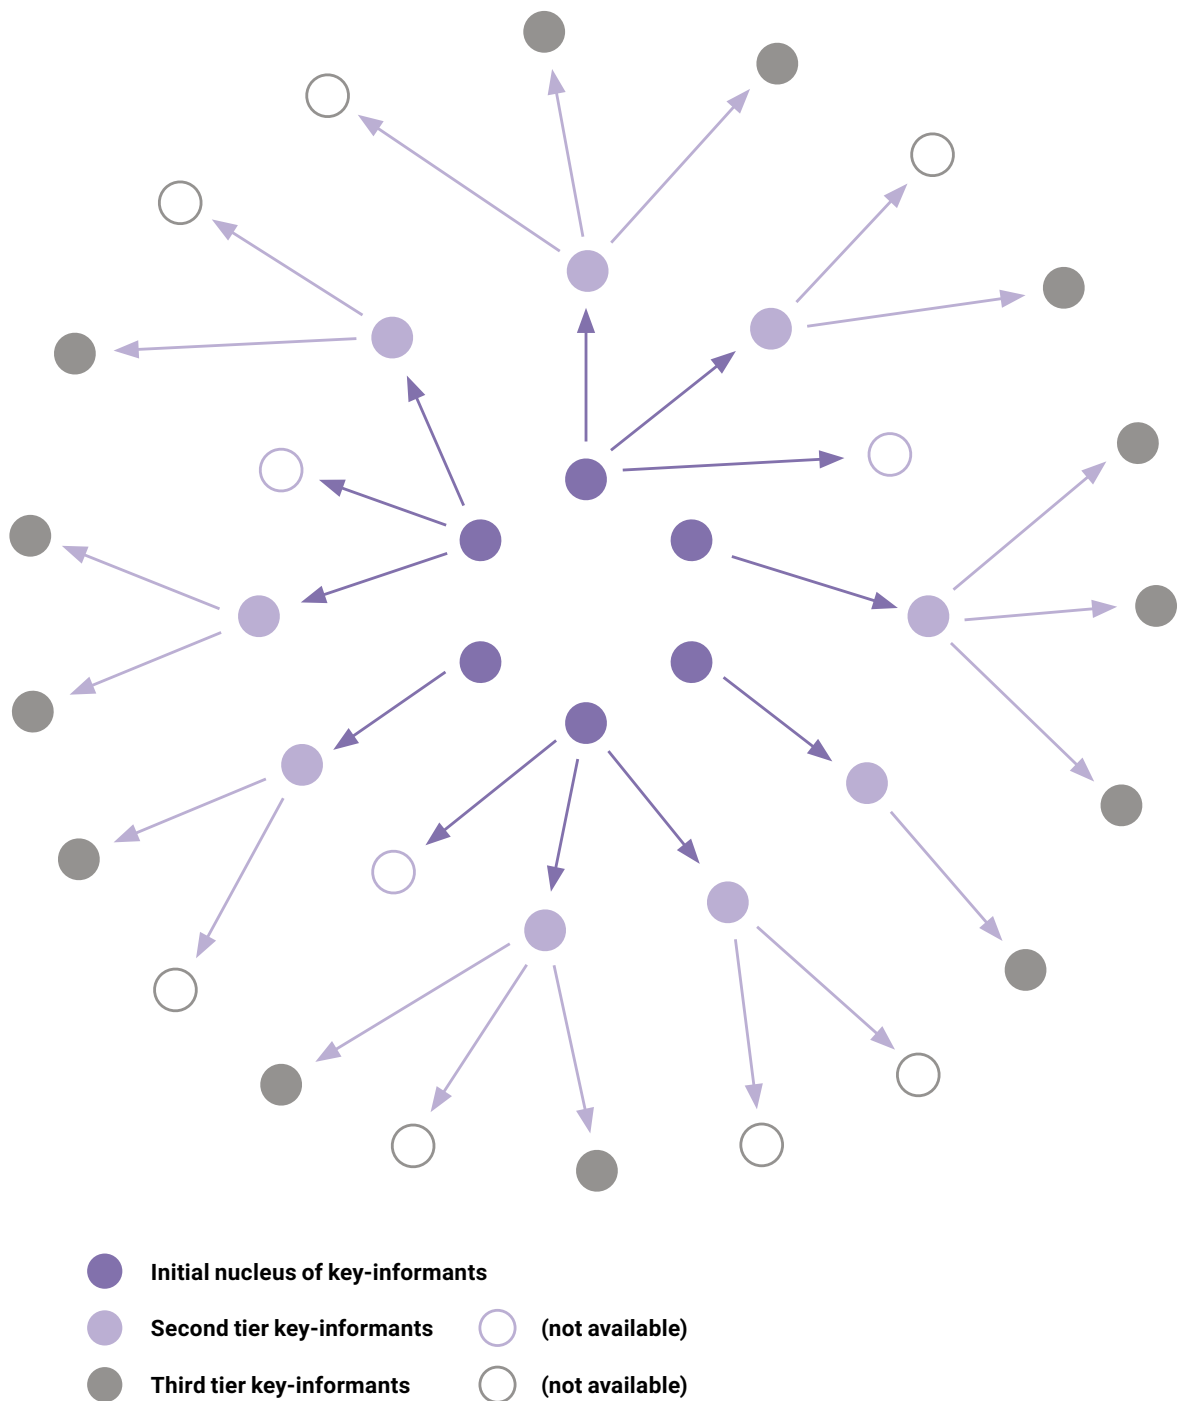 Initial nucleus of key-informants
Second tier key-informants (not available)
Third tier key-informants (not available)